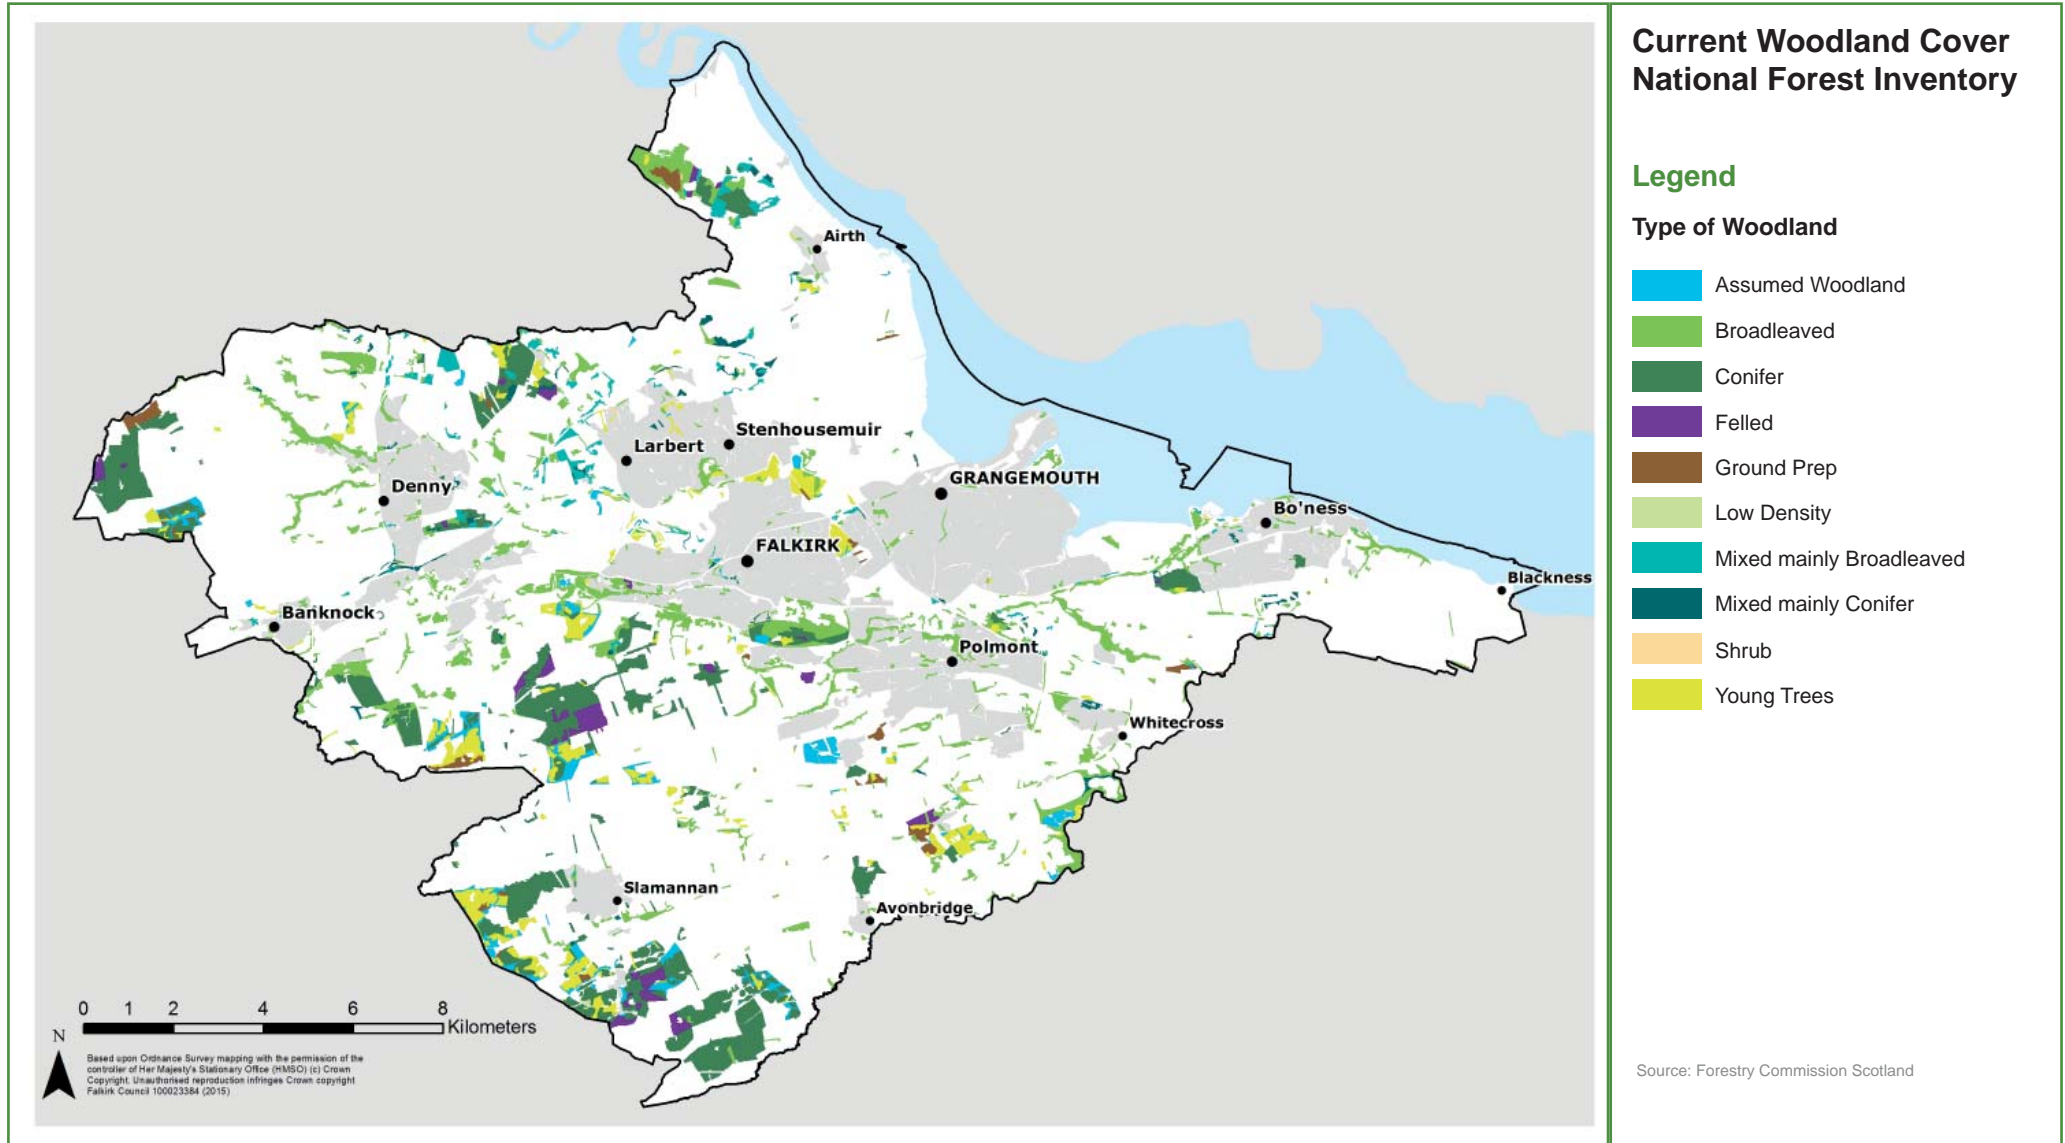 Current Woodland Cover
National Forest Inventory
Legend
Type of Woodland
Assumed Woodland
Broadleaved
Conifer
Felled
Ground Prep
Low Density
Mixed mainly Broadleaved
Mixed mainly Conifer
Shrub
Young Trees
Source: Forestry Commission Scotland
Airth
Stenhousemuir
Larbert
GRANGEMOUTH
Denny
Bo'ness
FALKIRK
Blackness
Banknock
Polmont
Whitecross
Slamannan
Avonbridge
0 1 2 4 6 8
Kilometers
N
Based upon Ordnance Survey mapping with the permission of the
controller of Her Majesty's Stationary Office (HMSO) (c) Crown
Copyright. Unauthorised reproduction infringes Crown copyright
Falkirk Council 100023384 (2015)